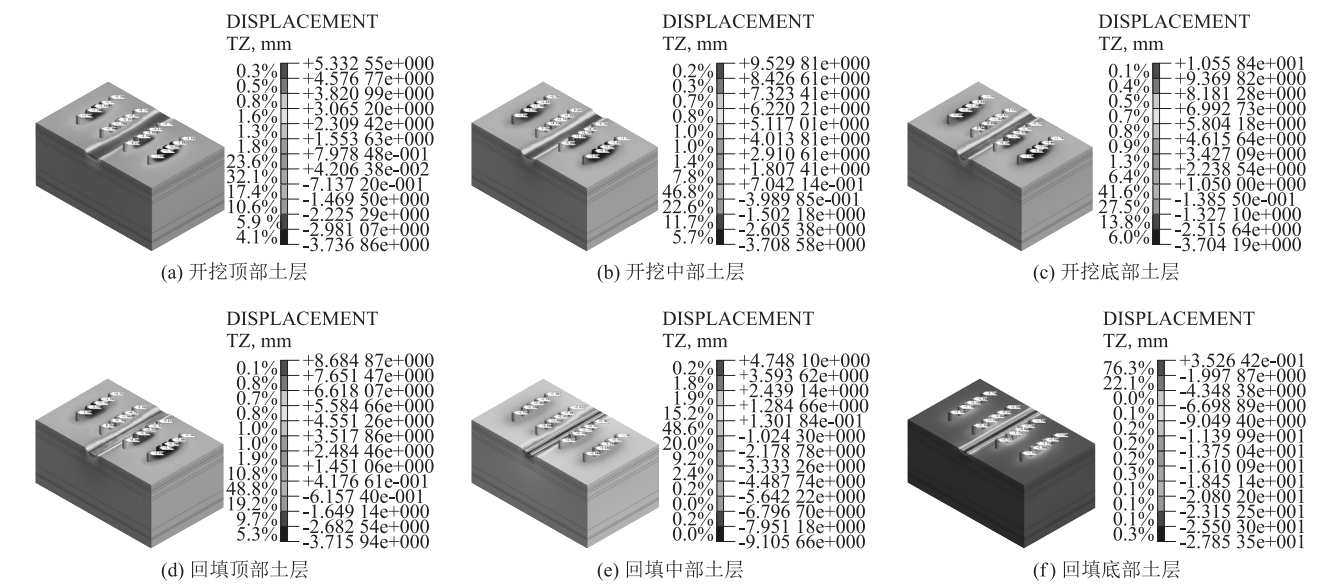 DISPLACEMENT
TZ, mm
+5.332 55e+000
0.3%
+4.576 77e+000
0.5%
+3.820 99e+000
0.8%
+3.065 20e+000
1.6%
+2.309 42e+000
1.3%
+1.553 63e+000
1.8%
+7.978 48e-001
23.6%
+4.206 38e-002
32.1%
-7.137 20e-001
17.4%
-1.469 50e+000
10.6%
-2.225 29e+000
5.9%
-2.981 07e+000
4.1%
-3.736 86e+000
(a) 开挖顶部土层
DISPLACEMENT
TZ, mm
+9.529 81e+000
0.2%
+8.426 61e+000
0.3%
+7.323 41e+000
0.7%
+6.220 21e+000
0.8%
+5.117 01e+000
1.0%
+4.013 81e+000
1.0%
+2.910 61e+000
1.4%
+1.807 41e+000
7.8%
+7.042 14e-001
46.8%
-3.989 85e-001
22.6%
-1.502 18e+000
11.7%
-2.605 38e+000
5.7%
-3.708 58e+000
(b) 开挖中部土层
DISPLACEMENT
TZ, mm
+1.055 84e+001
0.1%
+9.369 82e+000
0.4%
+8.181 28e+000
0.5%
+6.992 73e+000
0.7%
+5.804 18e+000
0.8%
+4.615 64e+000
0.9%
+3.427 09e+000
1.3%
+2.238 54e+000
6.4%
+1.050 00e+000
41.6%
-1.385 50e-001
27.5%
-1.327 10e+000
13.8%
-2.515 64e+000
6.0%
-3.704 19e+000
(c) 开挖底部土层
DISPLACEMENT
TZ, mm
+8.684 87e+000
0.1%
+7.651 47e+000
0.8%
+6.618 07e+000
0.7%
+5.584 66e+000
0.8%
+4.551 26e+000
1.0%
+3.517 86e+000
1.0%
+2.484 46e+000
1.9%
+1.451 06e+000
10.8%
+4.176 61e-001
48.8%
-6.157 40e-001
19.2%
-1.649 14e+000
9.7%
-2.682 54e+000
5.3%
-3.715 94e+000
(d) 回填顶部土层
DISPLACEMENT
TZ, mm
+4.748 10e+000
0.2%
+3.593 62e+000
1.8%
+2.439 14e+000
1.9%
+1.284 66e+000
15.2%
+1.301 84e-001
48.6%
-1.024 30e+000
20.0%
-2.178 78e+000
9.2%
-3.333 26e+000
2.4%
-4.487 74e+000
0.2%
-5.642 22e+000
0.0%
-6.796 70e+000
0.2%
-7.951 18e+000
0.0%
-9.105 66e+000
(e) 回填中部土层
DISPLACEMENT
TZ, mm
+3.526 42e-001
76.3%
-1.997 87e+000
22.1%
-4.348 38e+000
0.0%
-6.698 89e+000
0.1%
-9.049 40e+000
0.2%
-1.139 99e+001
0.2%
-1.375 04e+001
0.2%
-1.610 09e+001
0.3%
-1.845 14e+001
0.1%
-2.080 20e+001
0.1%
-2.315 25e+001
0.1%
-2.550 30e+001
0.3%
-2.785 35e+001
(f) 回填底部土层